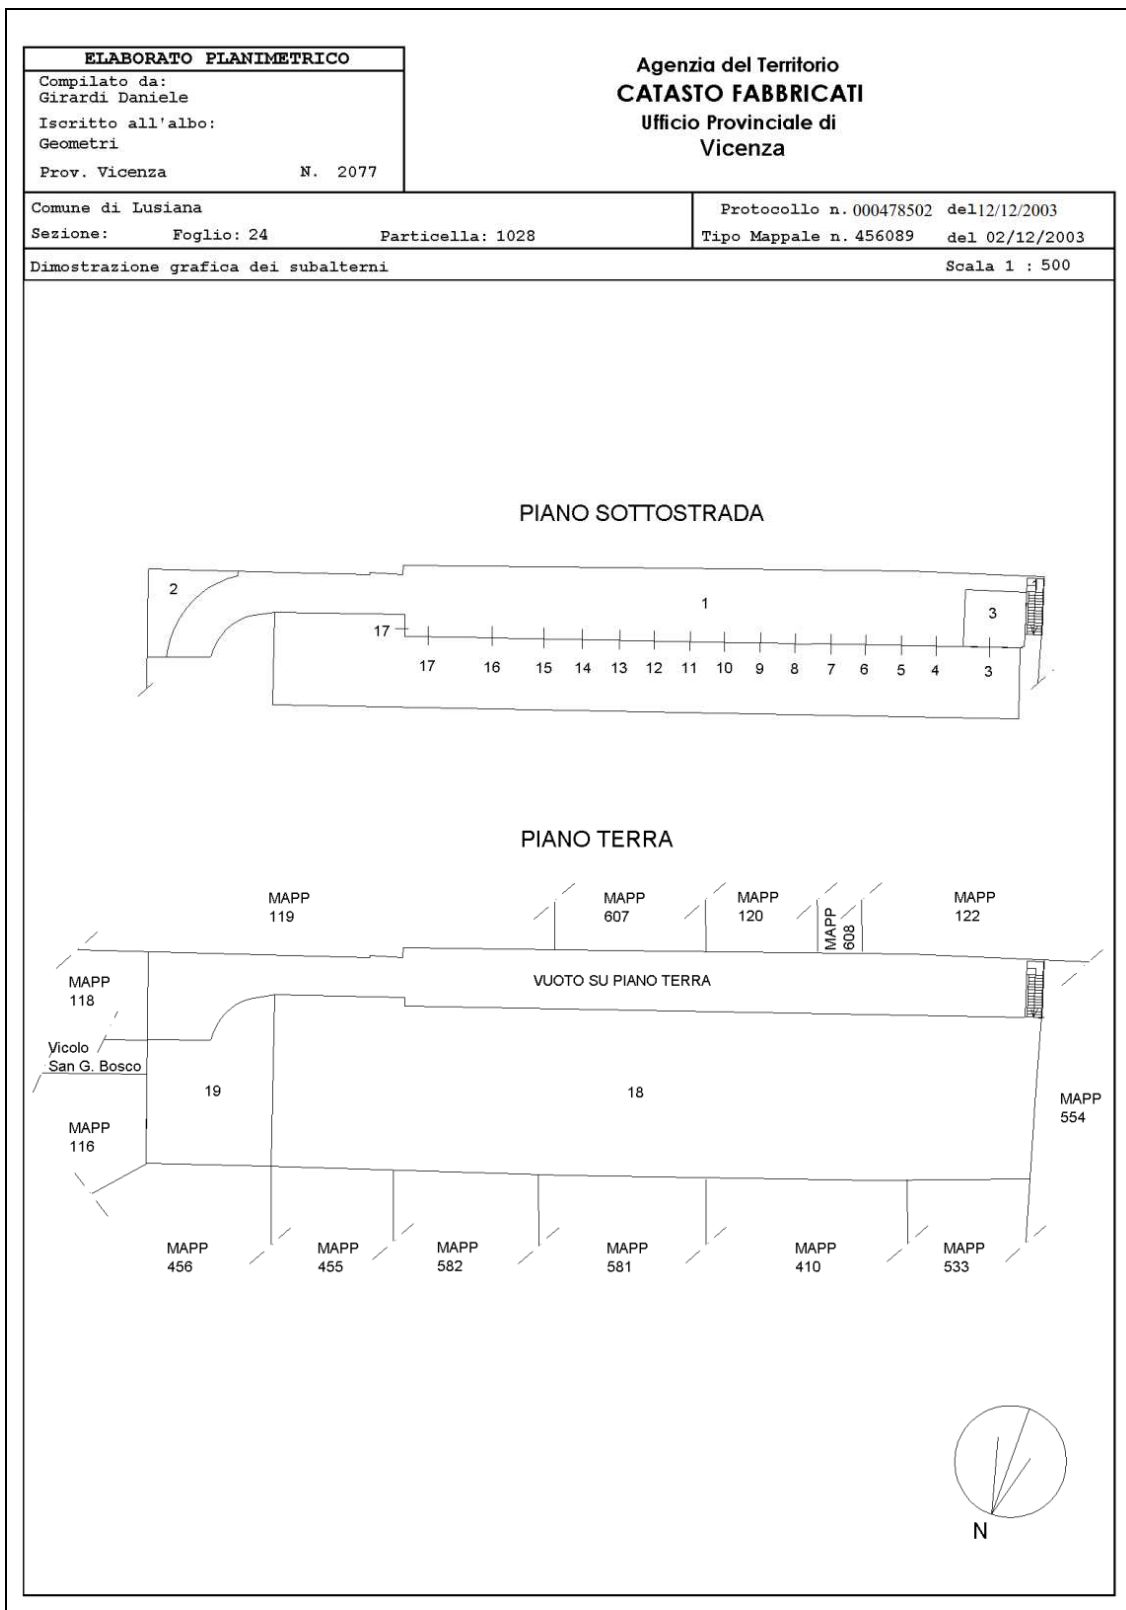 ELABORATO PLANIMETRICO
Compilato da:
Girardi Daniele
Iscritto all'albo:
Geometri
Prov. Vicenza N. 2077
Agenzia del Territorio
CATASTO FABBRICATI
Ufficio Provinciale di
Vicenza
Comune di Lusiana
Sezione: Foglio: 24 Particella: 1028
Protocollo n. 000478502 del 12/12/2003
Tipo Mappale n. 456089 del 02/12/2003
Dimostrazione grafica dei subalterni Scala 1 : 500
PIANO SOTTOSTRADA
2
1
1
3
17
17 16 15 14 13 12 11 10 9 8 7 6 5 4 3
PIANO TERRA
MAPP
119
MAPP
607
MAPP
120
MAPP
608
MAPP
122
MAPP
118
VUOTO SU PIANO TERRA
Vicolo
San G. Bosco
19
18
MAPP
554
MAPP
116
MAPP
456
MAPP
455
MAPP
582
MAPP
581
MAPP
410
MAPP
533
N